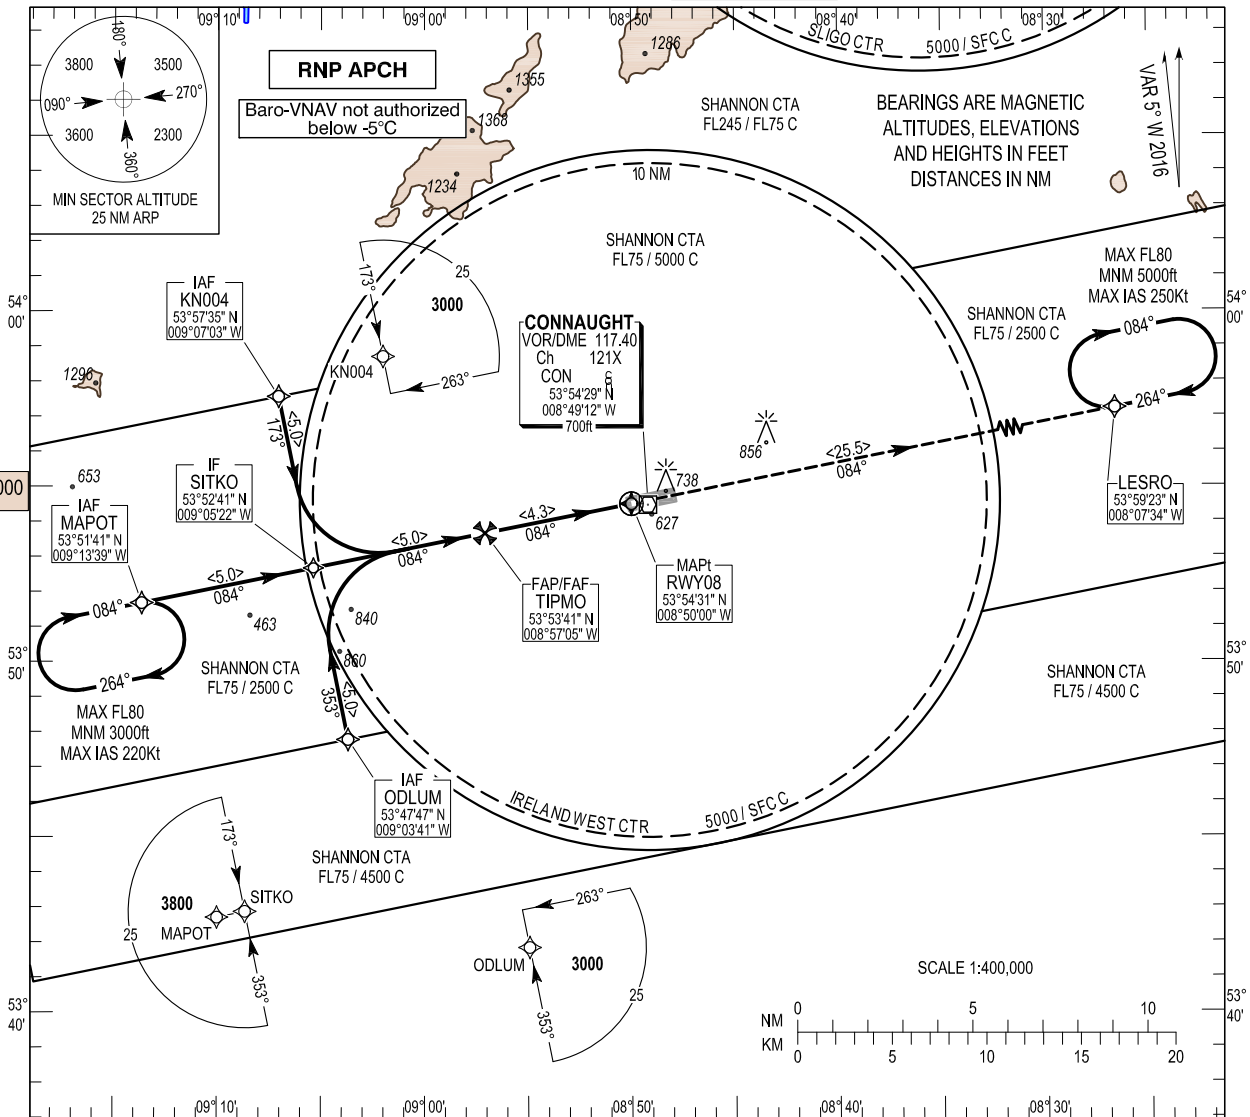 09°10'
09°00'
08°50'
08°40'
08°30'
180°
3800
3500
090°
270°
3600
2300
360°
MIN SECTOR ALTITUDE
25 NM ARP
RNP APCH
Baro-VNAV not authorized
below -5°C
1286
1355
1368
1234
SLIGO CTR
5000 / SFC C
SHANNON CTA
FL245 / FL75 C
BEARINGS ARE MAGNETIC
ALTITUDES, ELEVATIONS
AND HEIGHTS IN FEET
DISTANCES IN NM
VAR 5° W 2016
10 NM
SHANNON CTA
FL75 / 5000 C
173°
25
3000
KN004
263°
IAF
KN004
53°57'35" N
009°07'03" W
54°
00'
CONNAUGHT
VOR/DME 117.40
Ch 121X
CON
53°54'29" N
008°49'12" W
700ft
SHANNON CTA
FL75 / 2500 C
MAX FL80
MNM 5000ft
MAX IAS 250Kt
084°
264°
54°
00'
1296
<5.0>
173°
653
000
IAF
MAPOT
53°51'41" N
009°13'39" W
IF
SITKO
53°52'41" N
009°05'22" W
856
738
627
<25.5>
084°
LESRO
53°59'23" N
008°07'34" W
<5.0>
084°
<4.3>
084°
<5.0>
084°
084°
264°
463
840
860
FAP/FAF
TIPMO
53°53'41" N
008°57'05" W
MAPt
RWY08
53°54'31" N
008°50'00" W
53°
50'
SHANNON CTA
FL75 / 2500 C
<5.0>
353°
MAX FL80
MNM 3000ft
MAX IAS 220Kt
SHANNON CTA
FL75 / 4500 C
53°
50'
IAF
ODLUM
53°47'47" N
009°03'41" W
IRELAND WEST CTR
5000 / SFC C
SHANNON CTA
FL75 / 4500 C
173°
3800
SITKO
MAPOT
25
353°
263°
ODLUM
3000
25
353°
SCALE 1:400,000
NM
0
5
10
KM
0
5
10
15
20
53°
40'
53°
40'
09°10'
09°00'
08°50'
08°40'
08°30'